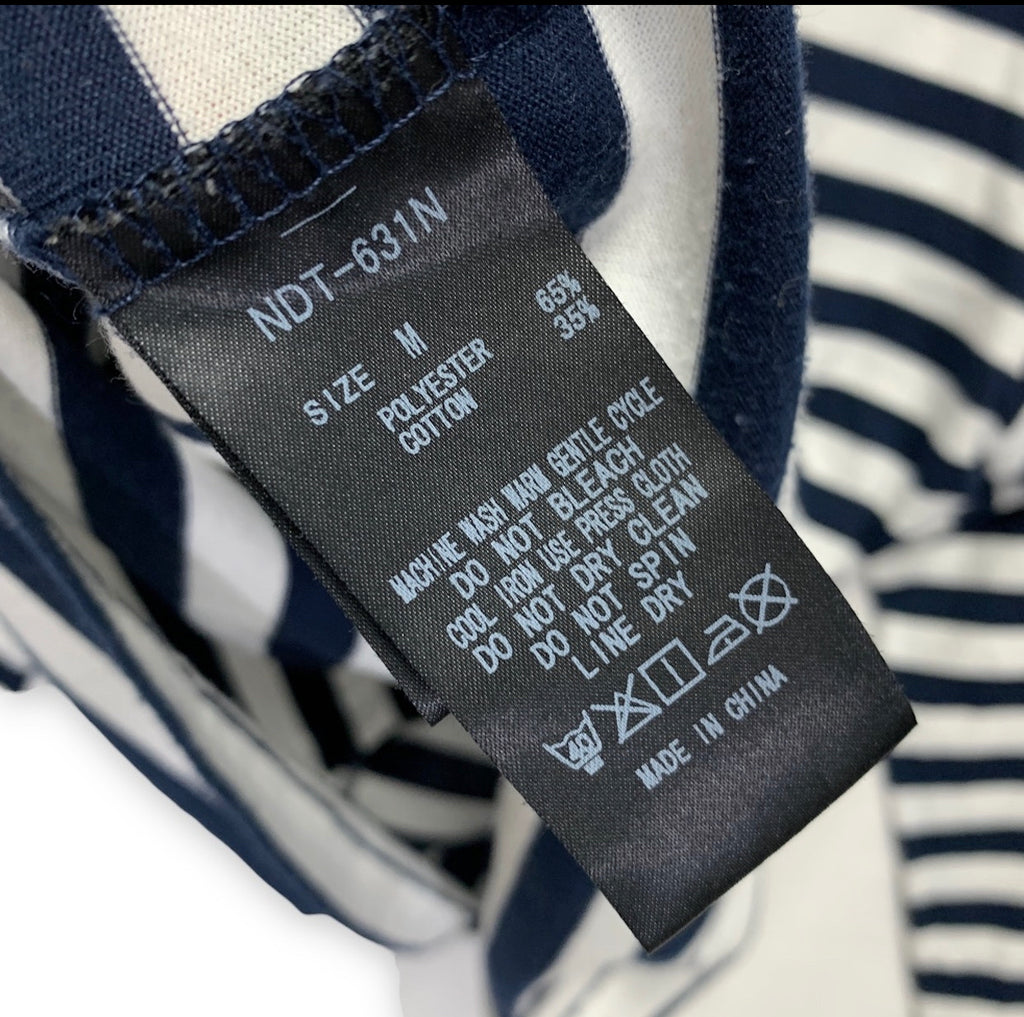 NDT-631N
SIZE M
POLYESTER 65%
COTTON 35%
MACHINE WASH WARM GENTLE CYCLE
DO NOT BLEACH
COOL IRON USE PRESS CLOTH
DO NOT DRY CLEAN
DO NOT SPIN
LINE DRY
MADE IN CHINA